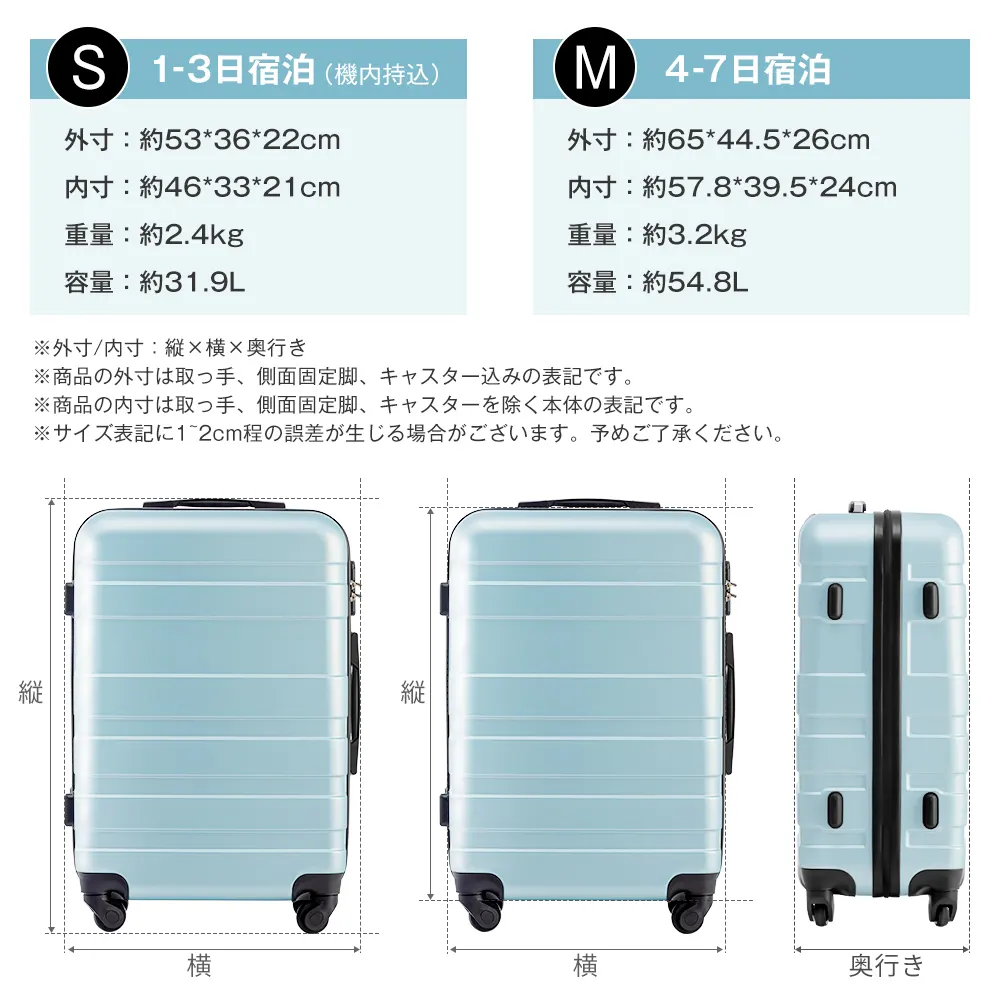 S 1-3日宿泊（機内持込）
外寸：約53*36*22cm
内寸：約46*33*21cm
重量：約2.4kg
容量：約31.9L
M 4-7日宿泊
外寸：約65*44.5*26cm
内寸：約57.8*39.5*24cm
重量：約3.2kg
容量：約54.8L
※外寸/内寸：縦×横×奥行き
※商品の外寸は取っ手、側面固定脚、キャスター込みの表記です。
※商品の内寸は取っ手、側面固定脚、キャスターを除く本体の表記です。
※サイズ表記に1~2cm程の誤差が生じる場合がございます。予めご了承ください。
縦
縦
横
横
奥行き